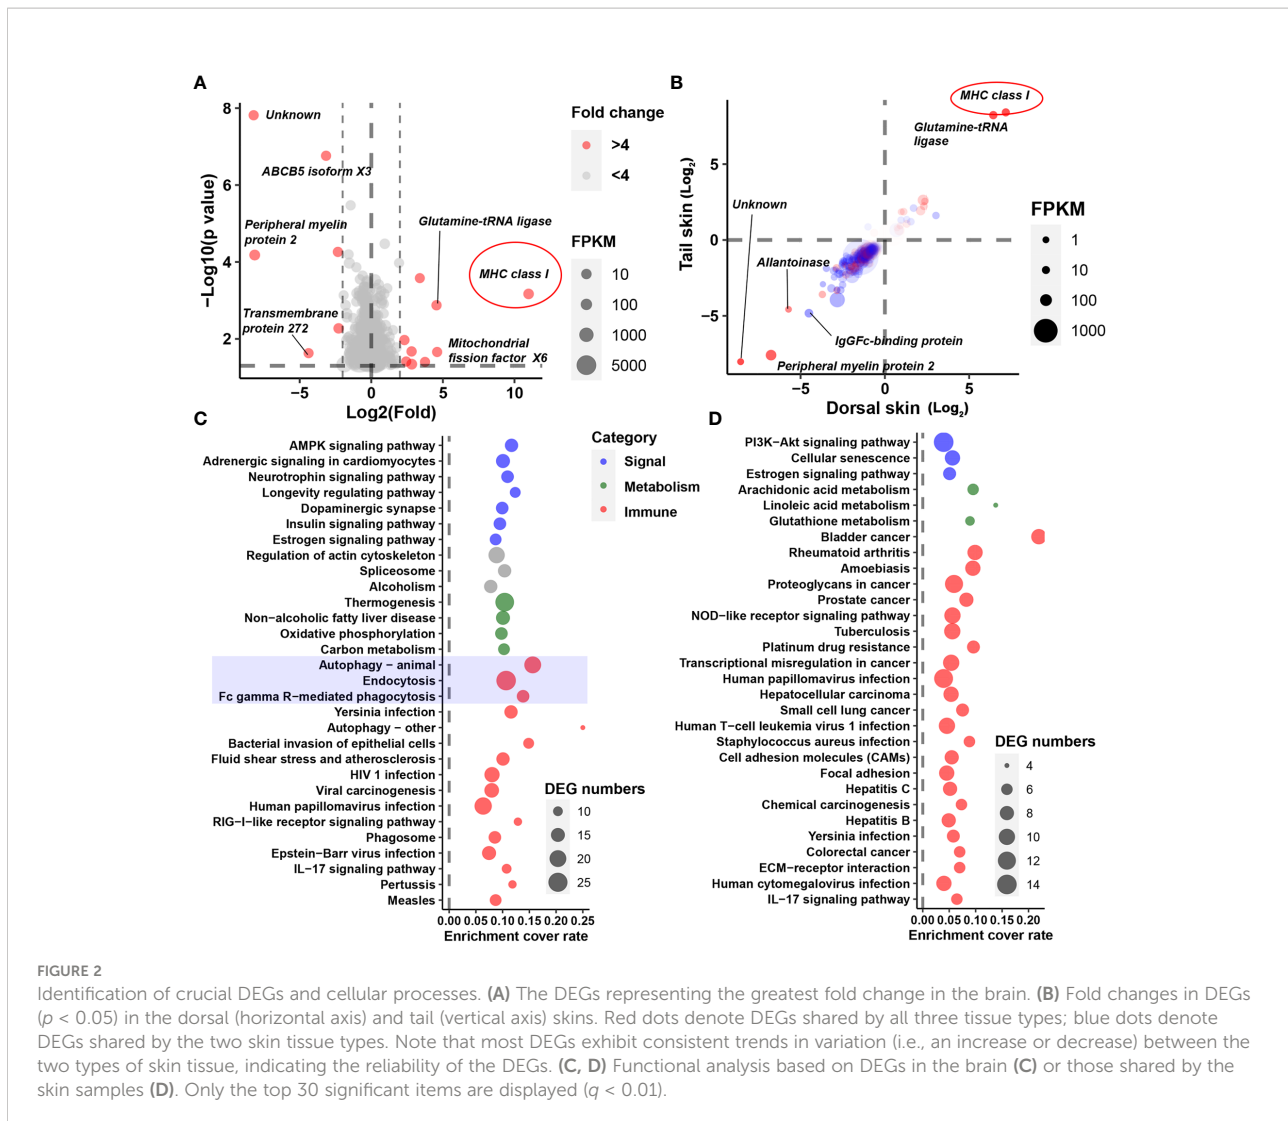 A
8
6
4
2
−Log10(p value)
Unknown
ABCB5 isoform X3
Peripheral myelin
protein 2
Glutamine-tRNA ligase
MHC class I
Transmembrane
protein 272
Mitochondrial
fission factor X6
−5
0
5
10
Log2(Fold)
Fold change
>4
<4
FPKM
10
100
1000
5000
B
MHC class I
Glutamine-tRNA
ligase
Unknown
Allantoinase
IgGFc-binding protein
Peripheral myelin protein 2
5
0
−5
Tail skin (Log2)
−5
0
5
Dorsal skin (Log2)
FPKM
1
10
100
1000
C
AMPK signaling pathway
Adrenergic signaling in cardiomyocytes
Neurotrophin signaling pathway
Longevity regulating pathway
Dopaminergic synapse
Insulin signaling pathway
Estrogen signaling pathway
Regulation of actin cytoskeleton
Spliceosome
Alcoholism
Thermogenesis
Non−alcoholic fatty liver disease
Oxidative phosphorylation
Carbon metabolism
Autophagy − animal
Endocytosis
Fc gamma R−mediated phagocytosis
Yersinia infection
Autophagy − other
Bacterial invasion of epithelial cells
Fluid shear stress and atherosclerosis
HIV 1 infection
Viral carcinogenesis
Human papillomavirus infection
RIG−I−like receptor signaling pathway
Phagosome
Epstein−Barr virus infection
IL−17 signaling pathway
Pertussis
Measles
0.00 0.05 0.10 0.15 0.20 0.25
Enrichment cover rate
Category
Signal
Metabolism
Immune
DEG numbers
10
15
20
25
D
PI3K−Akt signaling pathway
Cellular senescence
Estrogen signaling pathway
Arachidonic acid metabolism
Linoleic acid metabolism
Glutathione metabolism
Bladder cancer
Rheumatoid arthritis
Amoebiasis
Proteoglycans in cancer
Prostate cancer
NOD−like receptor signaling pathway
Tuberculosis
Platinum drug resistance
Transcriptional misregulation in cancer
Human papillomavirus infection
Hepatocellular carcinoma
Small cell lung cancer
Human T−cell leukemia virus 1 infection
Staphylococcus aureus infection
Cell adhesion molecules (CAMs)
Focal adhesion
Hepatitis C
Chemical carcinogenesis
Hepatitis B
Yersinia infection
Colorectal cancer
ECM−receptor interaction
Human cytomegalovirus infection
IL−17 signaling pathway
0.00 0.05 0.10 0.15 0.20
Enrichment cover rate
DEG numbers
4
6
8
10
12
14
FIGURE 2
Identification of crucial DEGs and cellular processes. (A) The DEGs representing the greatest fold change in the brain. (B) Fold changes in DEGs
(p < 0.05) in the dorsal (horizontal axis) and tail (vertical axis) skins. Red dots denote DEGs shared by all three tissue types; blue dots denote
DEGs shared by the two skin tissue types. Note that most DEGs exhibit consistent trends in variation (i.e., an increase or decrease) between the
two types of skin tissue, indicating the reliability of the DEGs. (C, D) Functional analysis based on DEGs in the brain (C) or those shared by the
skin samples (D). Only the top 30 significant items are displayed (q < 0.01).